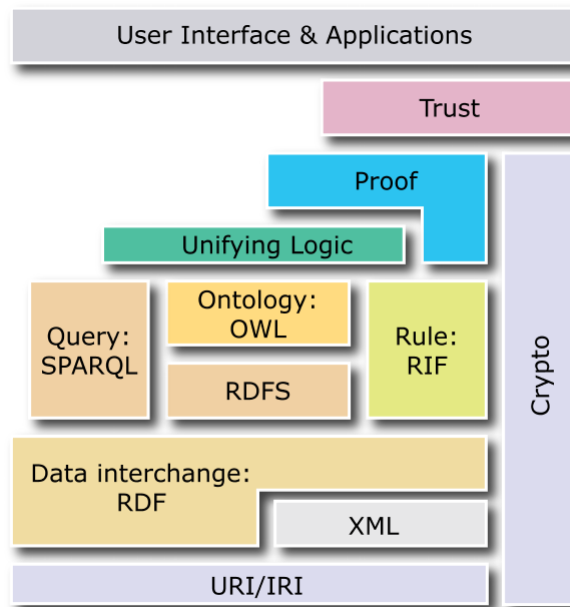 User Interface & Applications
Trust
Proof
Unifying Logic
Ontology:
OWL
Query:
SPARQL
Rule:
RIF
RDFS
Crypto
Data interchange:
RDF
XML
URI/IRI